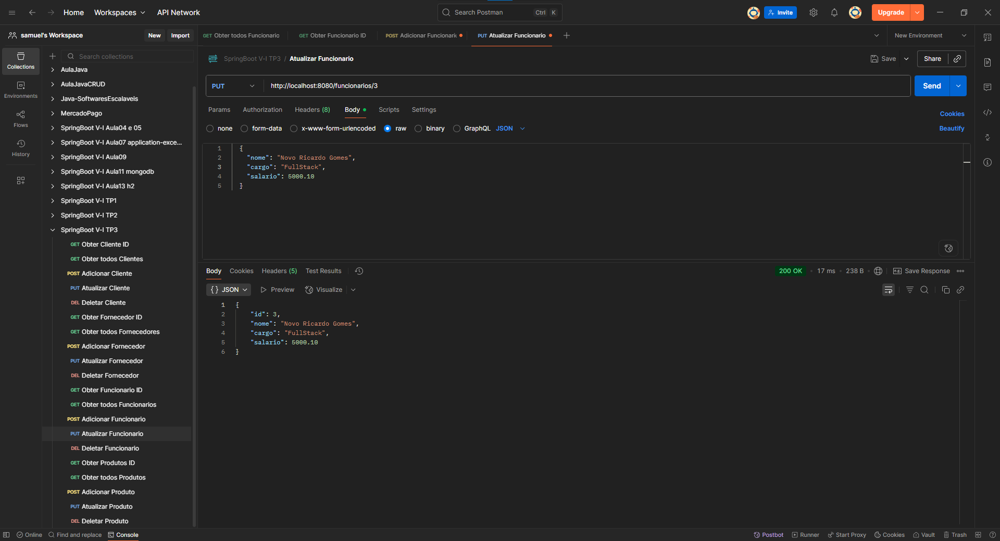 Home Workspaces API Network Search Postman Ctrl K Invite Upgrade
samuel's Workspace New Import
GET Obter todos Funcionario GET Obter Funcionario ID POST Adicionar Funcionari PUT Atualizar Funcionario New Environment
Collections
Environments
Flows
History
Search collections
AulaJava
AulaJavaCRUD
Java-SoftwaresEscalaveis
MercadoPago
SpringBoot V-I Aula04 e 05
SpringBoot V-I Aula07 application-exce...
SpringBoot V-I Aula09
SpringBoot V-I Aula11 mongodb
SpringBoot V-I Aula13 h2
SpringBoot V-I TP1
SpringBoot V-I TP2
SpringBoot V-I TP3
GET Obter Cliente ID
GET Obter todos Clientes
POST Adicionar Cliente
PUT Atualizar Cliente
DEL Deletar Cliente
GET Obter Fornecedor ID
GET Obter todos Fornecedores
POST Adicionar Fornecedor
PUT Atualizar Fornecedor
DEL Deletar Fornecedor
GET Obter Funcionario ID
GET Obter todos Funcionarios
POST Adicionar Funcionario
PUT Atualizar Funcionario
DEL Deletar Funcionario
GET Obter Produtos ID
GET Obter todos Produtos
POST Adicionar Produto
PUT Atualizar Produto
DEL Deletar Produto
HTTP SpringBoot V-I TP3 / Atualizar Funcionario Save Share
PUT http://localhost:8080/funcionarios/3 Send
Params Authorization Headers (8) Body Scripts Settings Cookies
none form-data x-www-form-urlencoded raw binary GraphQL JSON Beautify
1 {
2 "nome": "Novo Ricardo Gomes",
3 "cargo": "FullStack",
4 "salario": 5000.10
5 }
Body Cookies Headers (5) Test Results 200 OK 17 ms 238 B e.g. Save Response
{} JSON Preview Visualize
1 {
2 "id": 3,
3 "nome": "Novo Ricardo Gomes",
4 "cargo": "FullStack",
5 "salario": 5000.10
6 }
Online Find and replace Console Postbot Runner Start Proxy Cookies Vault Trash